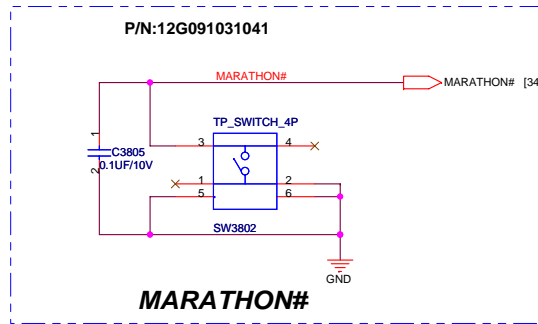 P/N:12G091031041
MARATHON#
MARATHON# [34
TP_SWITCH_4P
1
C3805
0.1UF/10V
2
3 4
1 2
5 6
SW3802
GND
MARATHON#